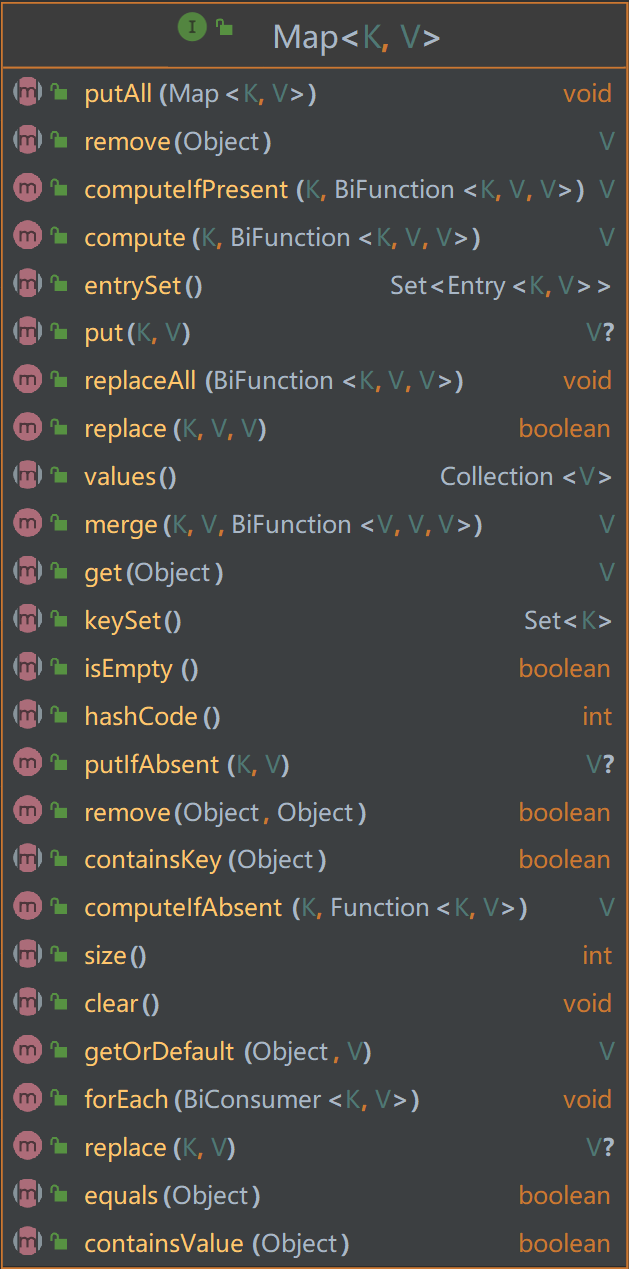 I Map<K, V>
m putAll(Map<K, V>) void
m remove(Object) V
m computeIfPresent(K, BiFunction<K, V, V>) V
m compute(K, BiFunction<K, V, V>) V
m entrySet() Set<Entry<K, V>>
m put(K, V) V?
m replaceAll(BiFunction<K, V, V>) void
m replace(K, V, V) boolean
m values() Collection<V>
m merge(K, V, BiFunction<V, V, V>) V
m get(Object) V
m keySet() Set<K>
m isEmpty() boolean
m hashCode() int
m putIfAbsent(K, V) V?
m remove(Object, Object) boolean
m containsKey(Object) boolean
m computeIfAbsent(K, Function<K, V>) V
m size() int
m clear() void
m getOrDefault(Object, V) V
m forEach(BiConsumer<K, V>) void
m replace(K, V) V?
m equals(Object) boolean
m containsValue(Object) boolean